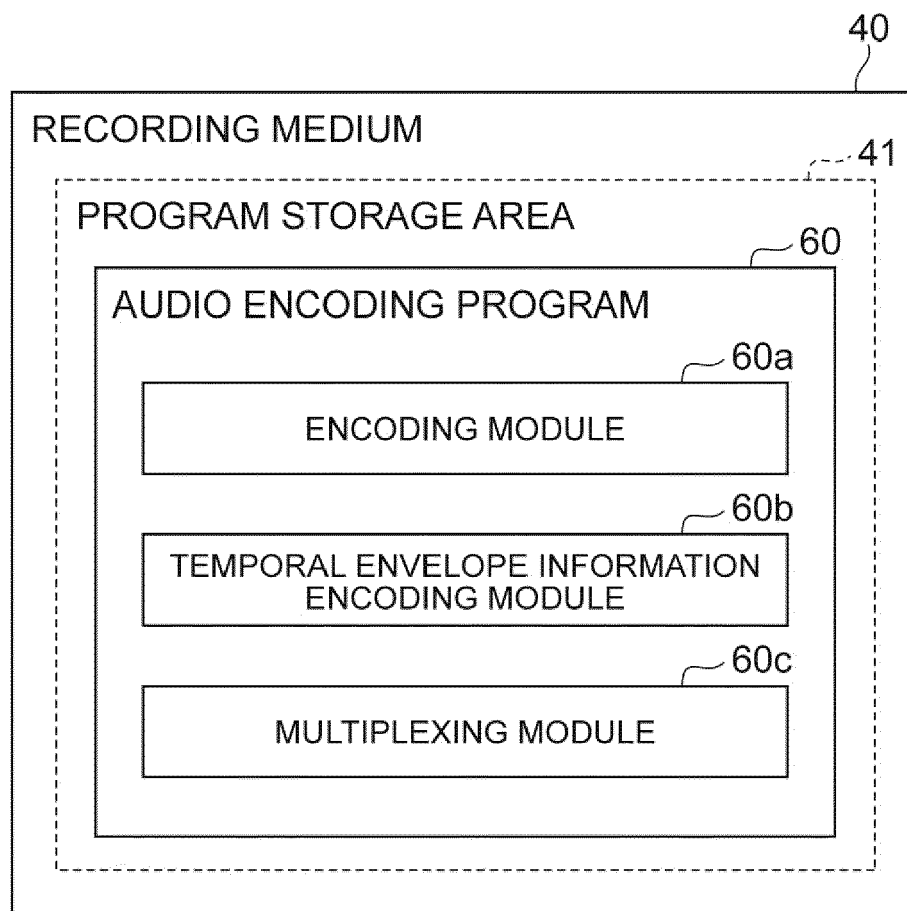 40
RECORDING MEDIUM
41
PROGRAM STORAGE AREA
60
AUDIO ENCODING PROGRAM
60a
ENCODING MODULE
60b
TEMPORAL ENVELOPE INFORMATION
ENCODING MODULE
60c
MULTIPLEXING MODULE